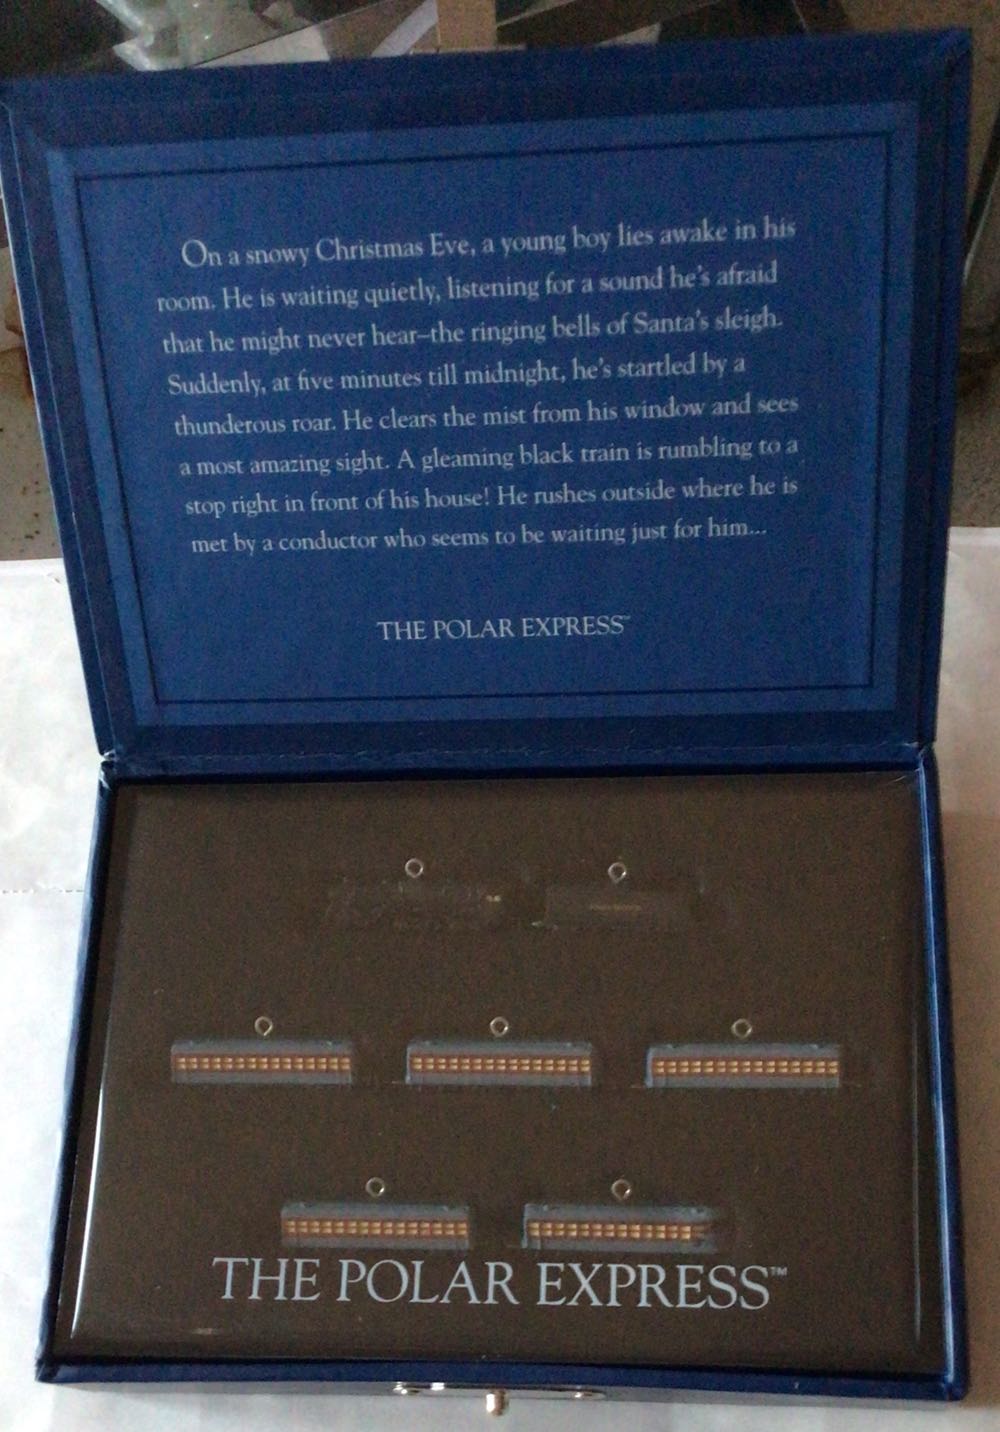 On a snowy Christmas Eve, a young boy lies awake in his
room. He is waiting quietly, listening for a sound he's afraid
that he might never hear–the ringing bells of Santa's sleigh.
Suddenly, at five minutes till midnight, he's startled by a
thunderous roar. He clears the mist from his window and sees
a most amazing sight. A gleaming black train is rumbling to a
stop right in front of his house! He rushes outside where he is
met by a conductor who seems to be waiting just for him...
THE POLAR EXPRESS™
THE POLAR EXPRESS™